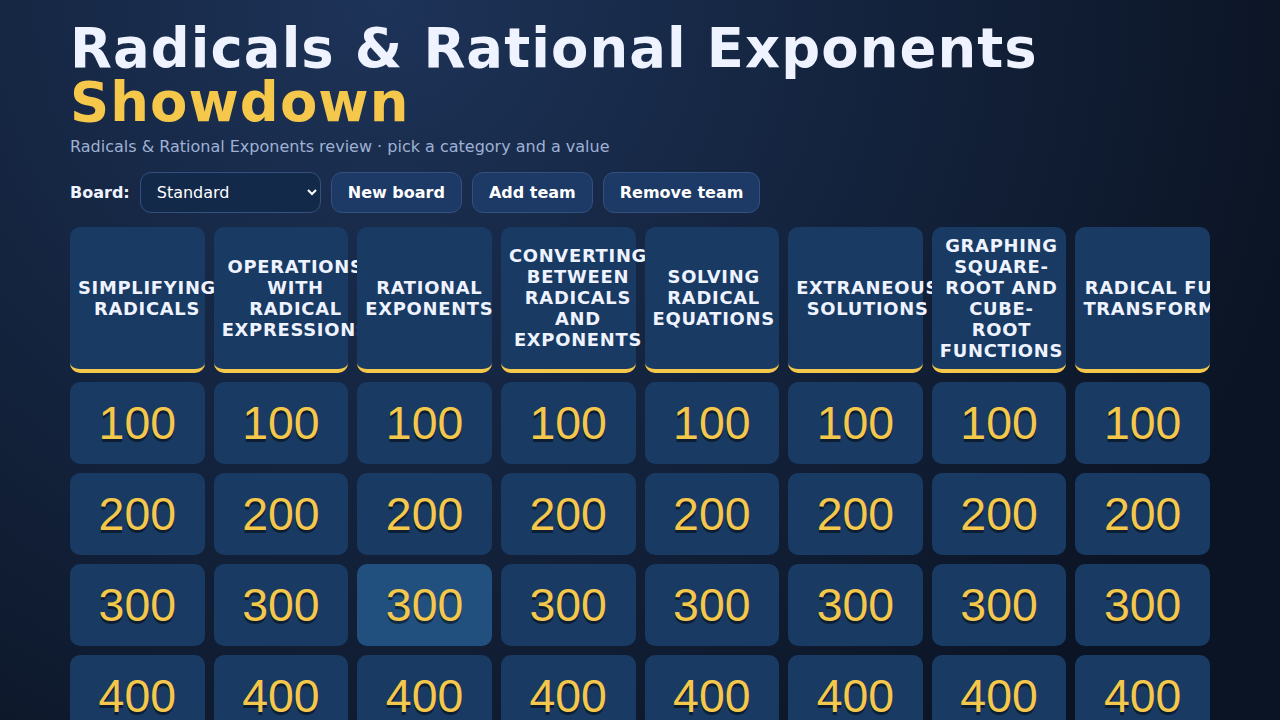 Radicals & Rational Exponents
Showdown
Radicals & Rational Exponents review · pick a category and a value
Board: Standard New board Add team Remove team
SIMPLIFYING
RADICALS
OPERATIONS
WITH
RADICAL
EXPRESSION
RATIONAL
EXPONENTS
CONVERTING
BETWEEN
RADICALS
AND
EXPONENTS
SOLVING
RADICAL
EQUATIONS
EXTRANEOUS
SOLUTIONS
GRAPHING
SQUARE-
ROOT AND
CUBE-
ROOT
FUNCTIONS
RADICAL FU
TRANSFORM
100 100 100 100 100 100 100 100
200 200 200 200 200 200 200 200
300 300 300 300 300 300 300 300
400 400 400 400 400 400 400 400